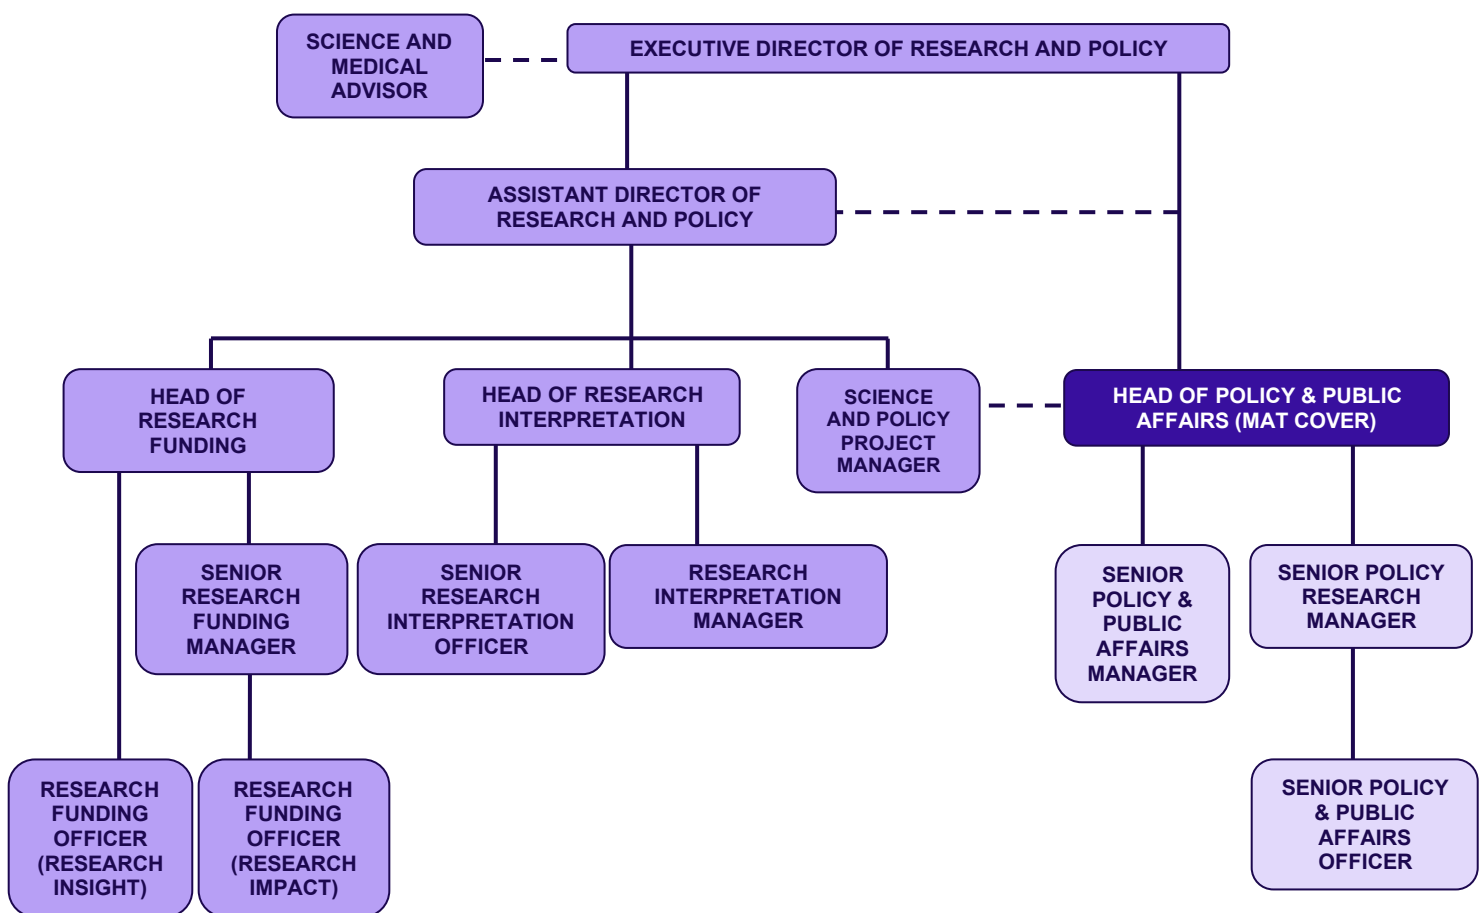 SCIENCE AND
MEDICAL
ADVISOR
EXECUTIVE DIRECTOR OF RESEARCH AND POLICY
ASSISTANT DIRECTOR OF
RESEARCH AND POLICY
HEAD OF
RESEARCH
FUNDING
HEAD OF RESEARCH
INTERPRETATION
SCIENCE
AND POLICY
PROJECT
MANAGER
HEAD OF POLICY & PUBLIC
AFFAIRS (MAT COVER)
SENIOR
RESEARCH
FUNDING
MANAGER
SENIOR
RESEARCH
INTERPRETATION
OFFICER
RESEARCH
INTERPRETATION
MANAGER
SENIOR
POLICY &
PUBLIC
AFFAIRS
MANAGER
SENIOR POLICY
RESEARCH
MANAGER
RESEARCH
FUNDING
OFFICER
(RESEARCH
INSIGHT)
RESEARCH
FUNDING
OFFICER
(RESEARCH
IMPACT)
SENIOR POLICY
& PUBLIC
AFFAIRS
OFFICER